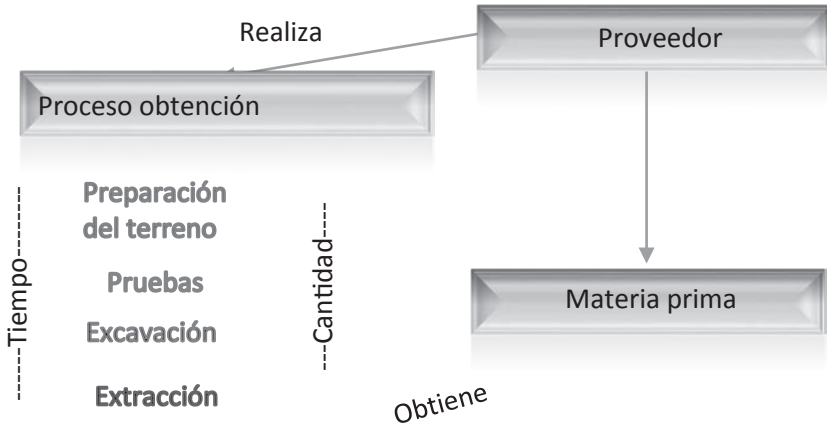 Realiza
Proveedor
Proceso obtención
Preparación
del terreno
Pruebas
Excavación
Extracción
------Tiempo---------
---Cantidad----
Materia prima
Obtiene